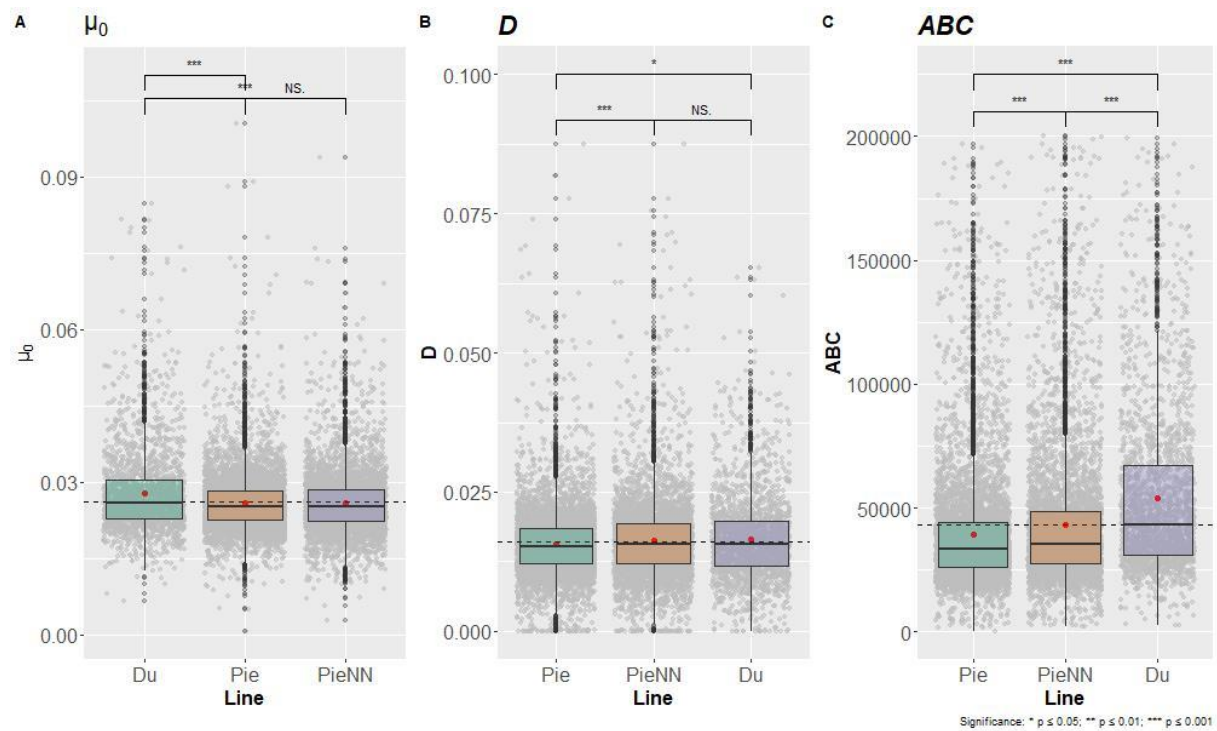 A
μ0
***
***
NS.
0.09
0.06
0.03
0.00
μ0
Du
Pie
PieNN
Line
B
D
*
***
NS.
0.100
0.075
0.050
0.025
0.000
D
Pie
PieNN
Du
Line
C
ABC
***
***
***
200000
150000
100000
50000
0
ABC
Pie
PieNN
Du
Line
Significance: * p ≤ 0.05; ** p ≤ 0.01; *** p ≤ 0.001